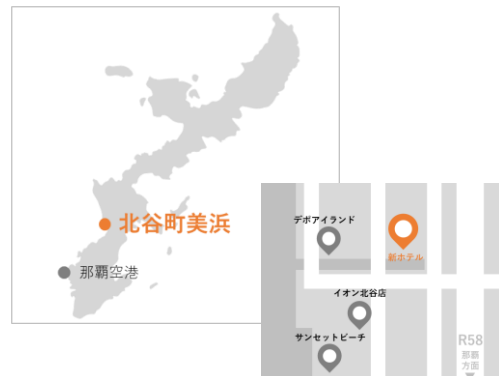 北谷町美浜
那覇空港
デポアイランド
新ホテル
イオン北谷店
サンセットビーチ
R58
那覇
方面